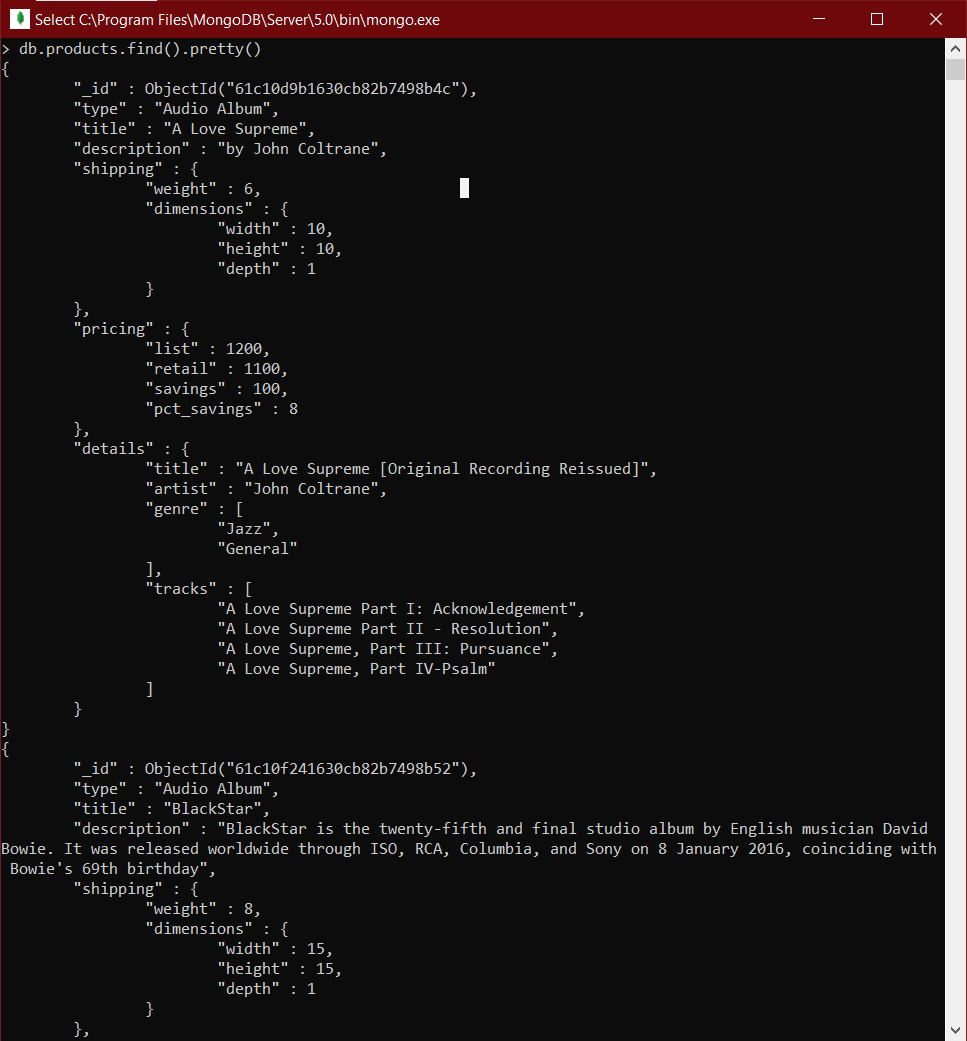 Select C:\Program Files\MongoDB\Server\5.0\bin\mongo.exe
> db.products.find().pretty()
{
        "_id" : ObjectId("61c10d9b1630cb82b7498b4c"),
        "type" : "Audio Album",
        "title" : "A Love Supreme",
        "description" : "by John Coltrane",
        "shipping" : {
                "weight" : 6,
                "dimensions" : {
                        "width" : 10,
                        "height" : 10,
                        "depth" : 1
                }
        },
        "pricing" : {
                "list" : 1200,
                "retail" : 1100,
                "savings" : 100,
                "pct_savings" : 8
        },
        "details" : {
                "title" : "A Love Supreme [Original Recording Reissued]",
                "artist" : "John Coltrane",
                "genre" : [
                        "Jazz",
                        "General"
                ],
                "tracks" : [
                        "A Love Supreme Part I: Acknowledgement",
                        "A Love Supreme Part II - Resolution",
                        "A Love Supreme, Part III: Pursuance",
                        "A Love Supreme, Part IV-Psalm"
                ]
        }
}
{
        "_id" : ObjectId("61c10f241630cb82b7498b52"),
        "type" : "Audio Album",
        "title" : "BlackStar",
        "description" : "BlackStar is the twenty-fifth and final studio album by English musician David
Bowie. It was released worldwide through ISO, RCA, Columbia, and Sony on 8 January 2016, coinciding with
 Bowie's 69th birthday",
        "shipping" : {
                "weight" : 8,
                "dimensions" : {
                        "width" : 15,
                        "height" : 15,
                        "depth" : 1
                }
        },